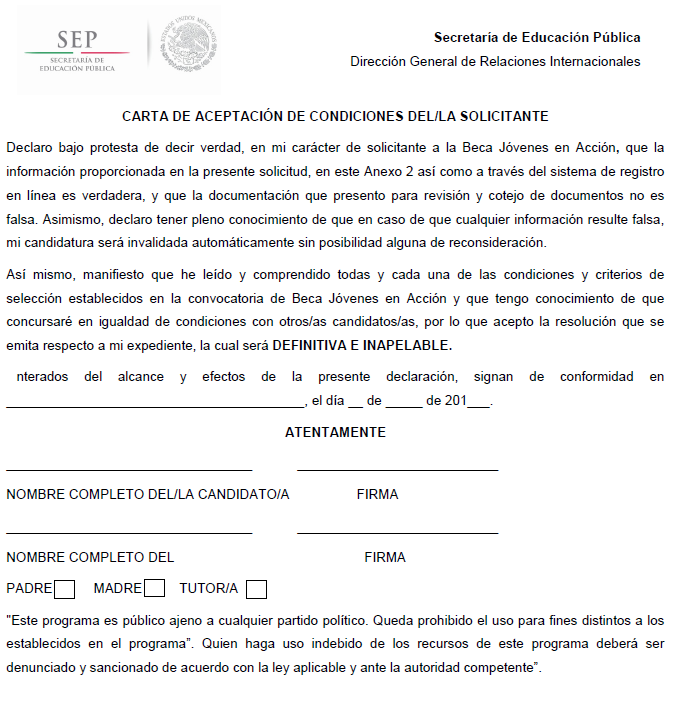 SEP
SECRETARÍA DE
EDUCACIÓN PÚBLICA
ESTADOS UNIDOS MEXICANOS
Secretaría de Educación Pública
Dirección General de Relaciones Internacionales
CARTA DE ACEPTACIÓN DE CONDICIONES DEL/LA SOLICITANTE
Declaro bajo protesta de decir verdad, en mi carácter de solicitante a la Beca Jóvenes en Acción, que la
información proporcionada en la presente solicitud, en este Anexo 2 así como a través del sistema de registro
en línea es verdadera, y que la documentación que presento para revisión y cotejo de documentos no es
falsa. Asimismo, declaro tener pleno conocimiento de que en caso de que cualquier información resulte falsa,
mi candidatura será invalidada automáticamente sin posibilidad alguna de reconsideración.
Así mismo, manifiesto que he leído y comprendido todas y cada una de las condiciones y criterios de
selección establecidos en la convocatoria de Beca Jóvenes en Acción y que tengo conocimiento de que
concursaré en igualdad de condiciones con otros/as candidatos/as, por lo que acepto la resolución que se
emita respecto a mi expediente, la cual será DEFINITIVA E INAPELABLE.
nterados del alcance y efectos de la presente declaración, signan de conformidad en
________________________________________, el día __ de _____ de 201___.
ATENTAMENTE
_________________________________ ___________________________
NOMBRE COMPLETO DEL/LA CANDIDATO/A FIRMA
_________________________________ ___________________________
NOMBRE COMPLETO DEL FIRMA
PADRE MADRE TUTOR/A
"Este programa es público ajeno a cualquier partido político. Queda prohibido el uso para fines distintos a los
establecidos en el programa”. Quien haga uso indebido de los recursos de este programa deberá ser
denunciado y sancionado de acuerdo con la ley aplicable y ante la autoridad competente”.